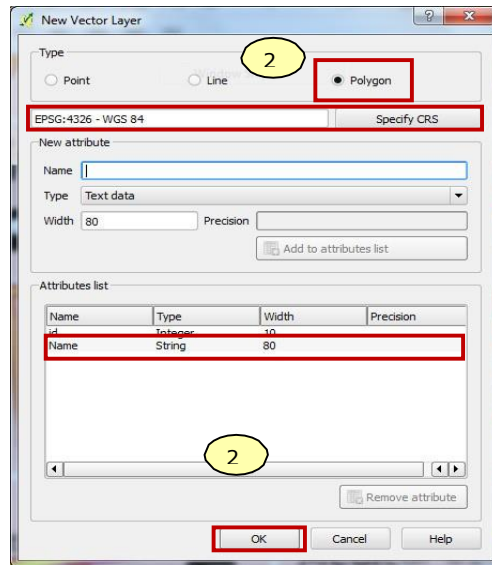 New Vector Layer
Type
2
Point Line Polygon
EPSG:4326 - WGS 84 Specify CRS
New attribute
Name
Type Text data
Width 80 Precision
Add to attributes list
Attributes list
Name Type Width Precision
id Integer 10
Name String 80
2
Remove attribute
OK Cancel Help